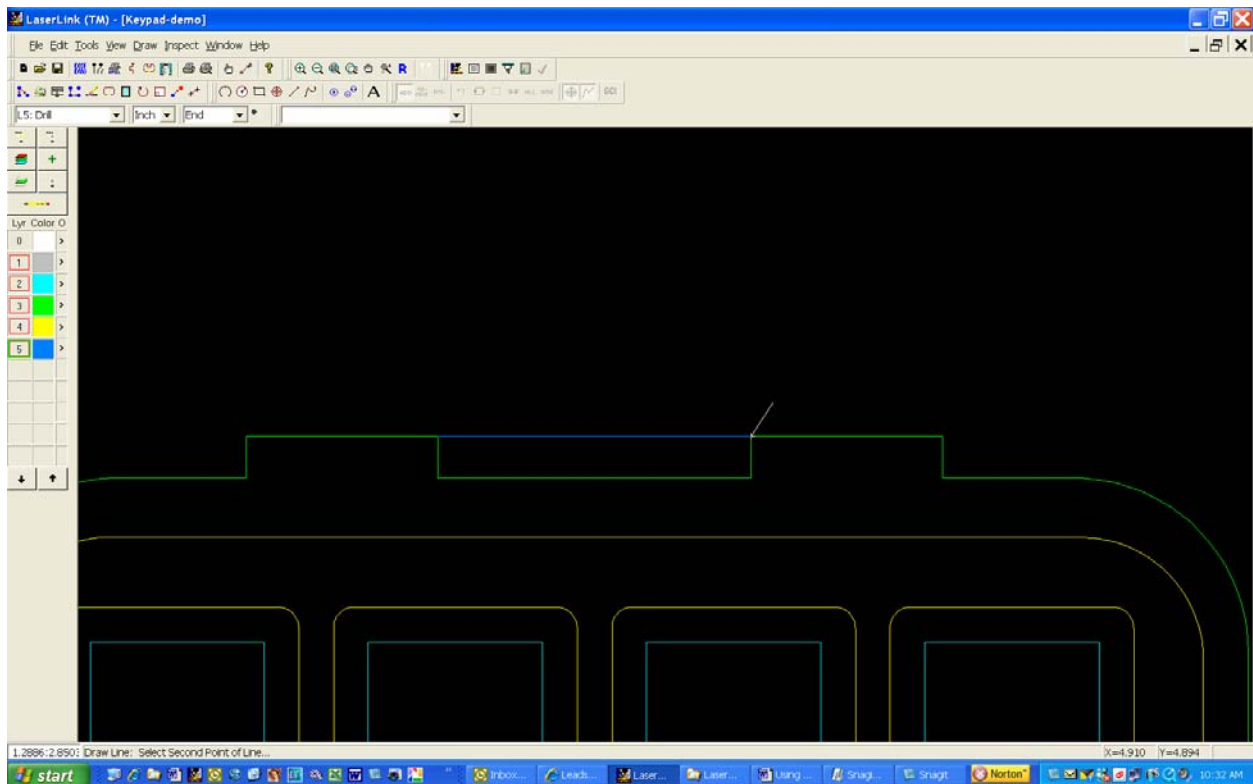 LaserLink (TM) - [Keypad-demo]
File Edit Tools View Draw Inspect Window Help
R
A
L5: Drill Inch End
Lyr Color O
0
1
2
3
4
5
1.2886:2.850 Draw Line: Select Second Point of Line... X=4.910 Y=4.894
start Inbox... Leads... Laser... Laser... Using ... Snagi... SnagIt Norton 10:32 AM